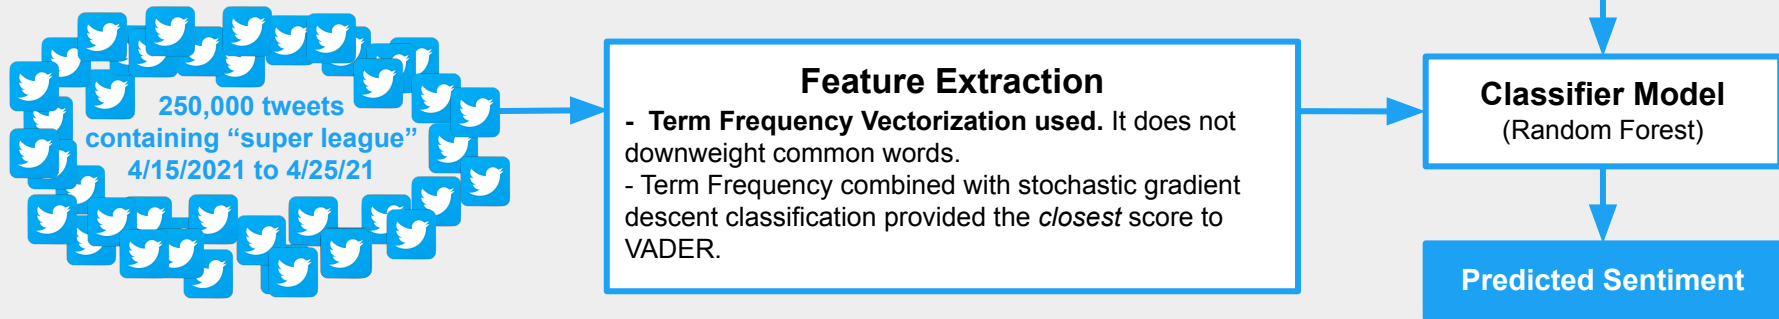 250,000 tweets
containing “super league”
4/15/2021 to 4/25/21
Feature Extraction
- Term Frequency Vectorization used. It does not
downweight common words.
- Term Frequency combined with stochastic gradient
descent classification provided the closest score to
VADER.
Classifier Model
(Random Forest)
Predicted Sentiment